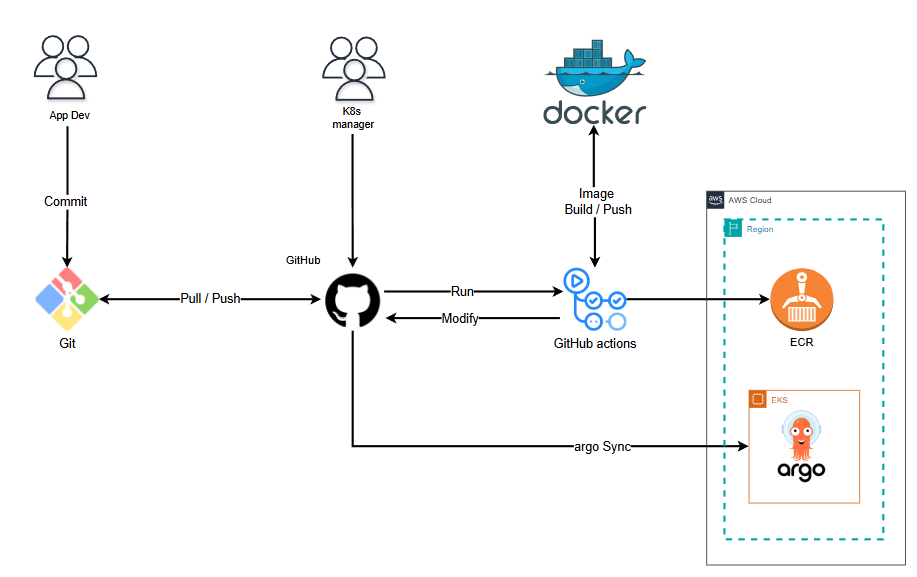 App Dev
K8s
manager
docker
Commit
Image
Build / Push
aws
AWS Cloud
Region
GitHub
Pull / Push
Run
Modify
Git
GitHub actions
ECR
EKS
argo Sync
argo